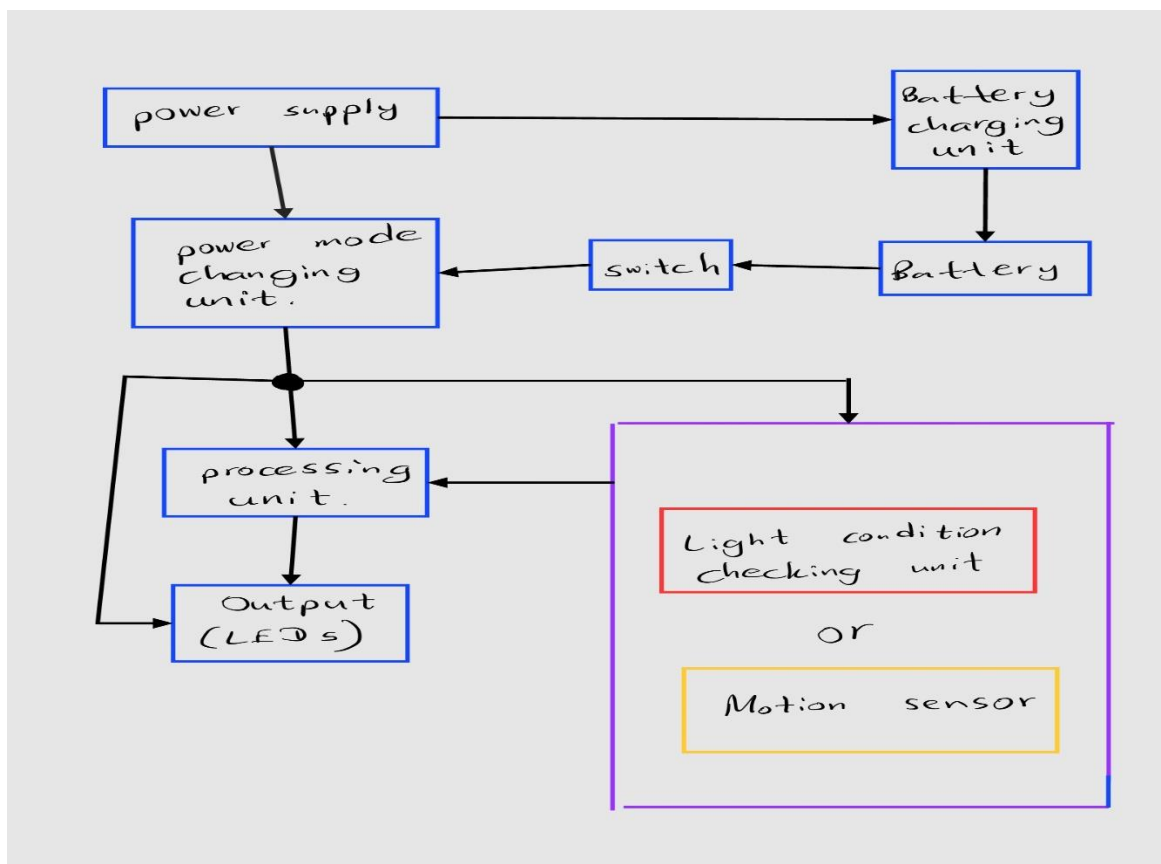 power supply
Battery
charging
unit
power mode
changing
unit.
switch
Battery
processing
unit.
Output
(LEDs)
Light condition
checking unit
or
Motion sensor